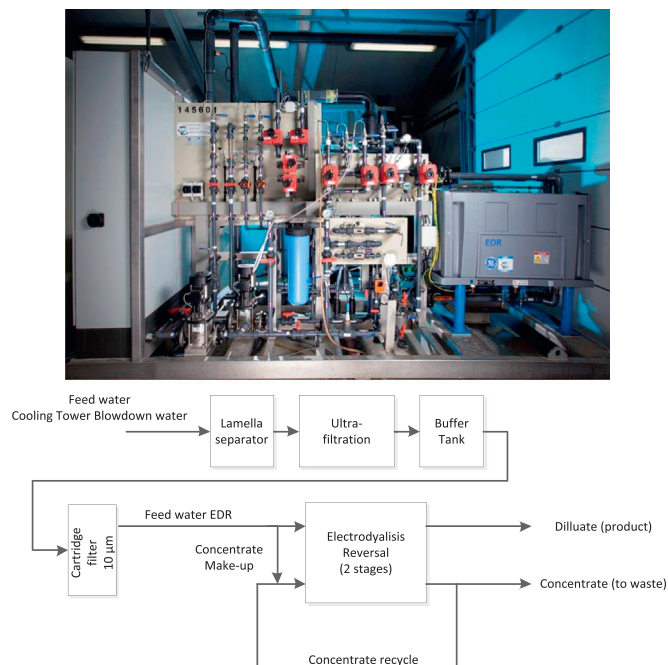 145601
EDR
Feed water
Cooling Tower Blowdown water
Lamella
separator
Ultra-
filtration
Buffer
Tank
Cartridge
filter
10 µm
Feed water EDR
Concentrate
Make-up
Electrodyalisis
Reversal
(2 stages)
Dilluate (product)
Concentrate (to waste)
Concentrate recycle